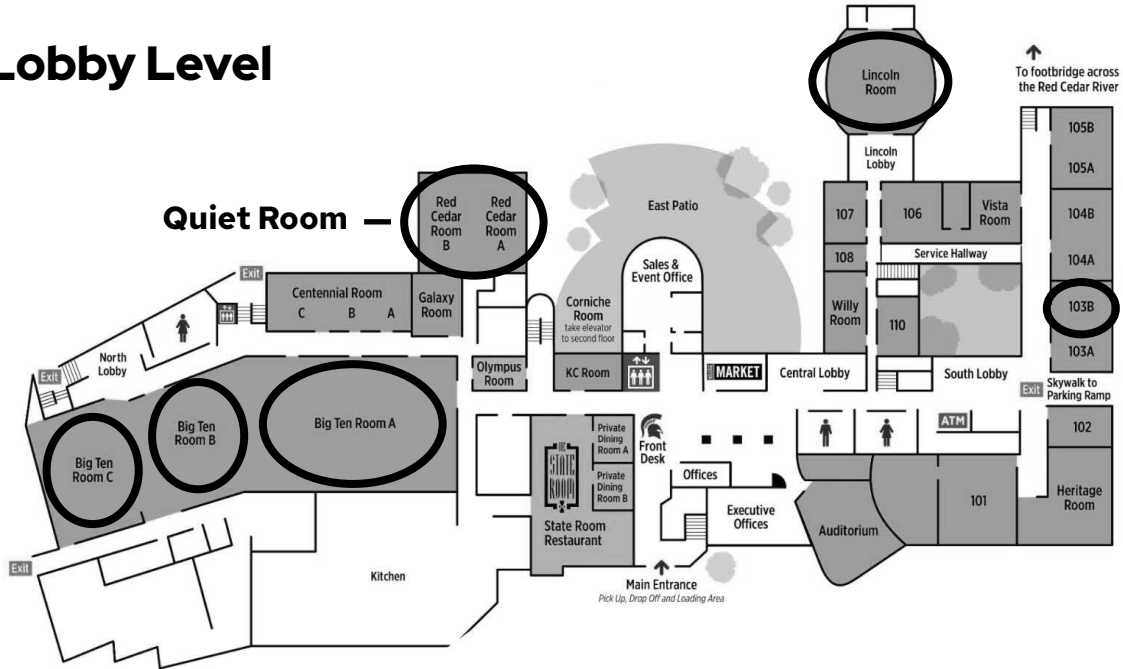 Lobby Level
Lincoln
Room
To footbridge across
the Red Cedar River
105B
105A
Lincoln
Lobby
Quiet Room –
Red
Cedar
Room
B
Red
Cedar
Room
A
East Patio
107
106
Vista
Room
104B
108
Service Hallway
104A
Exit
Sales &
Event Office
Centennial Room
C B A
Galaxy
Room
Corniche
Room
take elevator
to second floor
Willy
Room
110
103B
103A
North
Lobby
Exit
Olympus
Room
KC Room
MARKET
Central Lobby
South Lobby
Exit
Skywalk to
Parking Ramp
Big Ten
Room C
Big Ten
Room B
Big Ten Room A
Private
Dining
Room A
Front
Desk
ATM
102
THE
STATE
ROOM
Private
Dining
Room B
Offices
101
Heritage
Room
State Room
Restaurant
Executive
Offices
Auditorium
Exit
Kitchen
Main Entrance
Pick Up, Drop Off and Loading Area